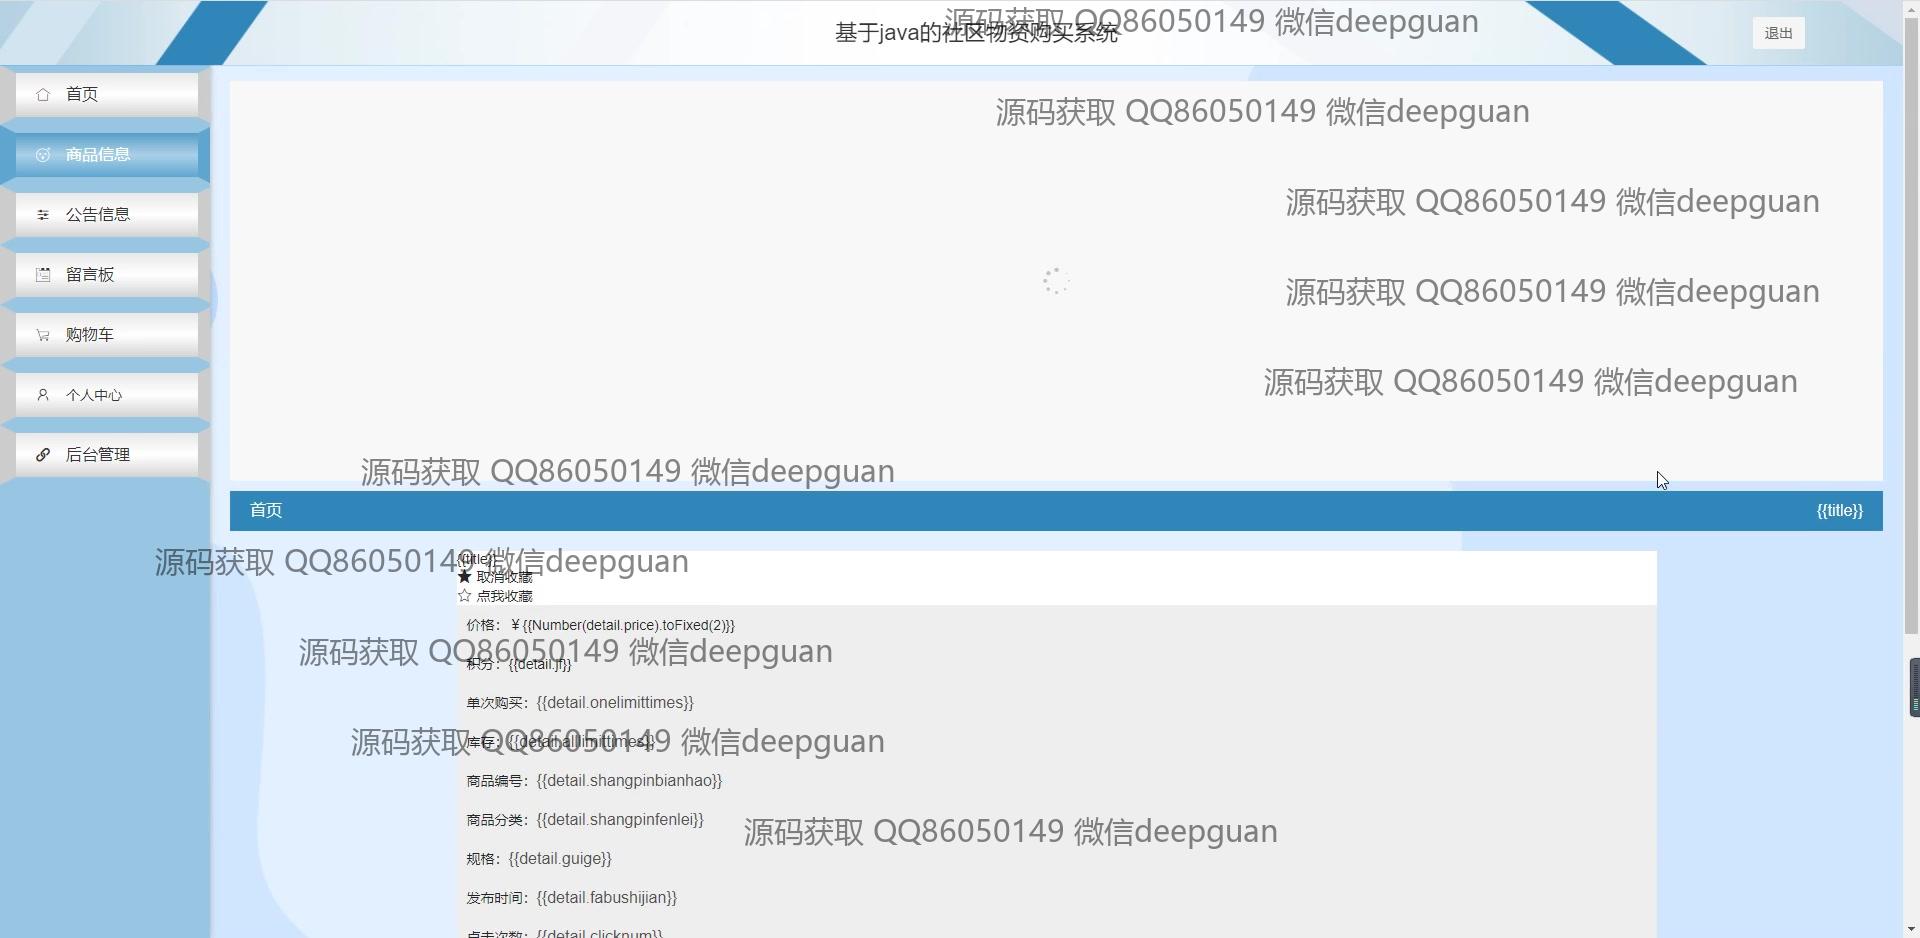 基于java的社区物资购买系统
源码获取 QQ86050149 微信deepguan
退出
首页
商品信息
公告信息
留言板
购物车
个人中心
后台管理
源码获取 QQ86050149 微信deepguan
源码获取 QQ86050149 微信deepguan
源码获取 QQ86050149 微信deepguan
源码获取 QQ86050149 微信deepguan
源码获取 QQ86050149 微信deepguan
首页
{{title}}
源码获取 QQ86050149 微信deepguan
{{title}}
取消收藏
点我收藏
价格：￥{{Number(detail.price).toFixed(2)}}
源码获取 QQ86050149 微信deepguan
积分：{{detail.jf}}
单次购买：{{detail.onelimittimes}}
源码获取 QQ86050149 微信deepguan
库存：{{detail.alllimittimes}}
商品编号：{{detail.shangpinbianhao}}
商品分类：{{detail.shangpinfenlei}}
源码获取 QQ86050149 微信deepguan
规格：{{detail.guige}}
发布时间：{{detail.fabushijian}}
点击次数：{{detail.clicknum}}